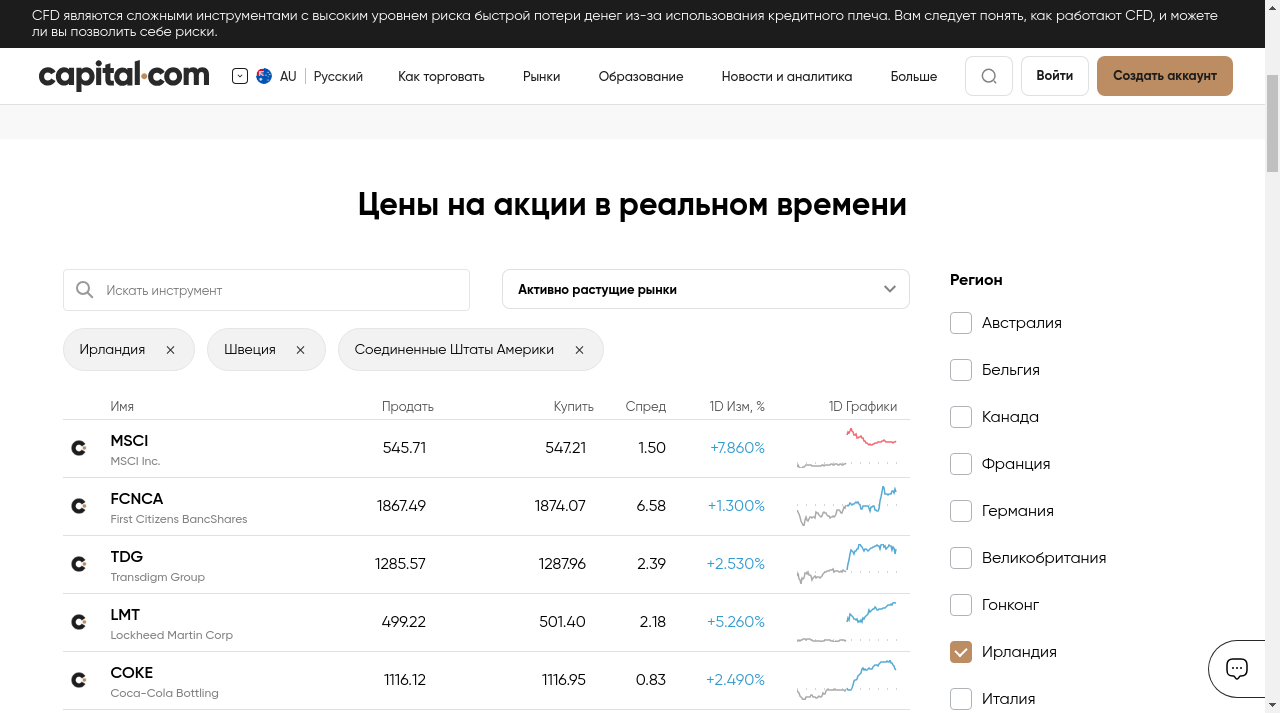 CFD являются сложными инструментами с высоким уровнем риска быстрой потери денег из-за использования кредитного плеча. Вам следует понять, как работают CFD, и можете
ли вы позволить себе риски.
capital.com AU Русский Как торговать Рынки Образование Новости и аналитика Больше Войти Создать аккаунт
Цены на акции в реальном времени
Искать инструмент Активно растущие рынки
Ирландия × Швеция × Соединенные Штаты Америки ×
Имя Продать Купить Спред 1D Изм, % 1D Графики
MSCI 545.71 547.21 1.50 +7.860%
MSCI Inc.
FCNCA 1867.49 1874.07 6.58 +1.300%
First Citizens BancShares
TDG 1285.57 1287.96 2.39 +2.530%
Transdigm Group
LMT 499.22 501.40 2.18 +5.260%
Lockheed Martin Corp
COKE 1116.12 1116.95 0.83 +2.490%
Coca-Cola Bottling
Регион
Австралия
Бельгия
Канада
Франция
Германия
Великобритания
Гонконг
Ирландия
Италия